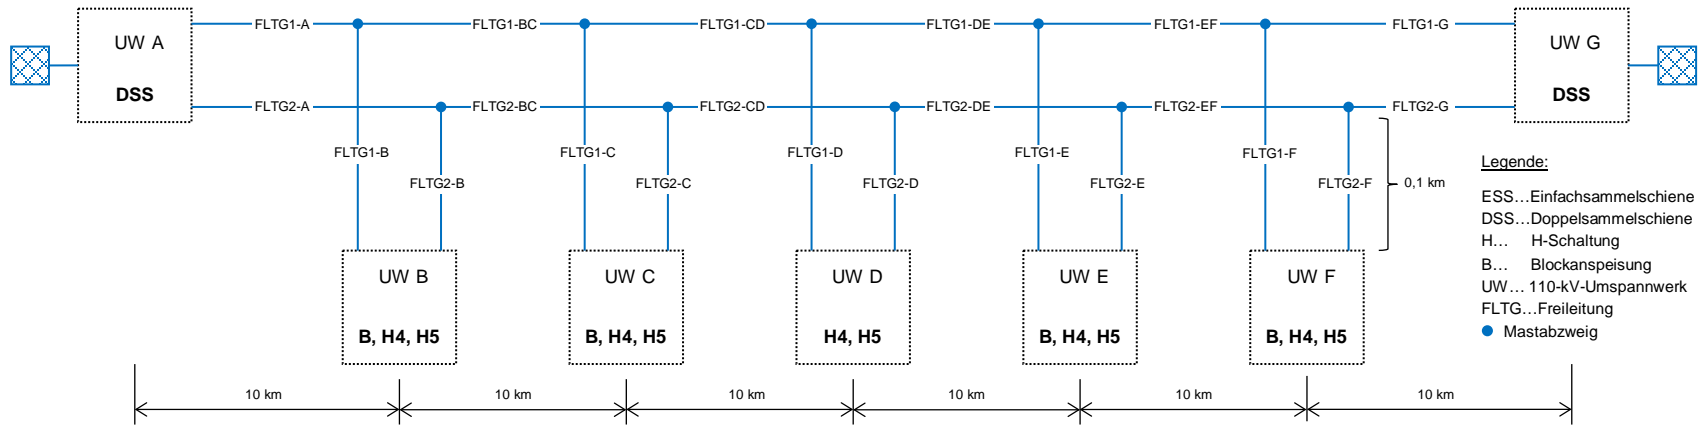 FLTG1-A FLTG1-BC FLTG1-CD FLTG1-DE FLTG1-EF FLTG1-G
UW A
UW G
DSS
DSS
FLTG2-A FLTG2-BC FLTG2-CD FLTG2-DE FLTG2-EF FLTG2-G
FLTG1-B FLTG1-C FLTG1-D FLTG1-E FLTG1-F
FLTG2-B FLTG2-C FLTG2-D FLTG2-E FLTG2-F
0,1 km
UW B
B, H4, H5
UW C
B, H4, H5
UW D
H4, H5
UW E
B, H4, H5
UW F
B, H4, H5
Legende:
ESS...Einfachsammelschiene
DSS...Doppelsammelschiene
H... H-Schaltung
B... Blockanspeisung
UW... 110-kV-Umspannwerk
FLTG...Freileitung
Mastabzweig
10 km 10 km 10 km 10 km 10 km 10 km